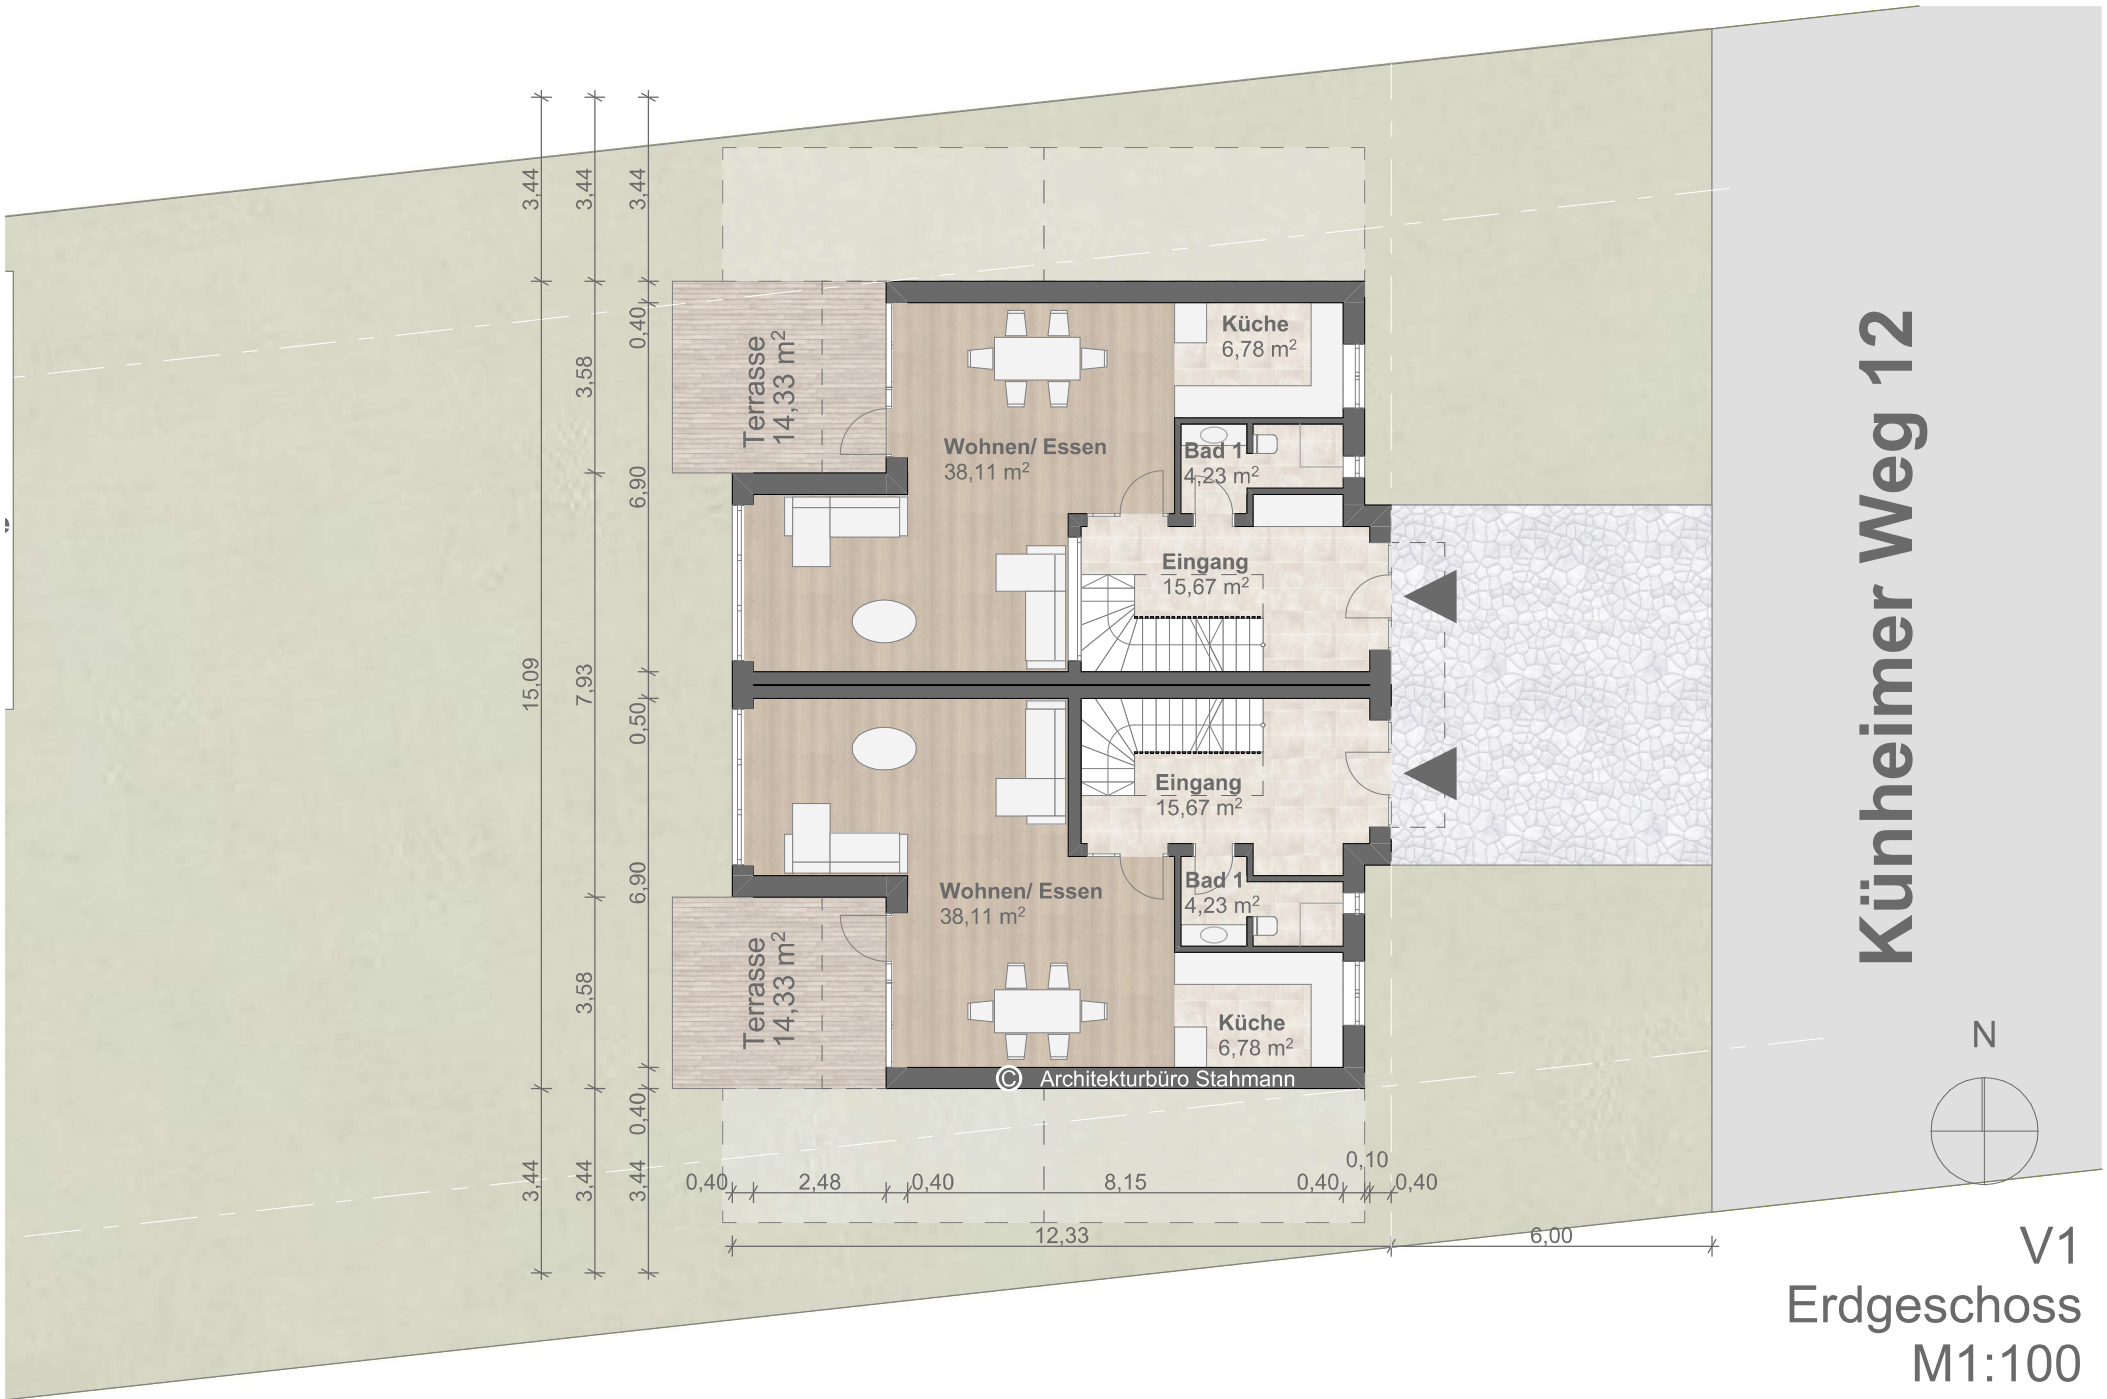 3,44
3,44
3,44
0,40
3,58
6,90
15,09
7,93
0,50
6,90
3,58
0,40
3,44
3,44
3,44
Terrasse
14,33 m²
Küche
6,78 m²
Wohnen/ Essen
38,11 m²
Bad 1
4,23 m²
Eingang
15,67 m²
Eingang
15,67 m²
Bad 1
4,23 m²
Wohnen/ Essen
38,11 m²
Terrasse
14,33 m²
Küche
6,78 m²
© Architekturbüro Stahmann
0,10
0,40
2,48
0,40
8,15
0,40
0,40
12,33
6,00
Künheimer Weg 12
N
V1
Erdgeschoss
M1:100